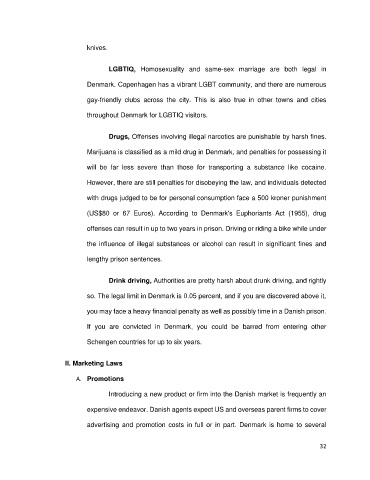 knives.
LGBTIQ, Homosexuality and same-sex marriage are both legal in
Denmark. Copenhagen has a vibrant LGBT community, and there are numerous
gay-friendly clubs across the city. This is also true in other towns and cities
throughout Denmark for LGBTIQ visitors.
Drugs, Offenses involving illegal narcotics are punishable by harsh fines.
Marijuana is classified as a mild drug in Denmark, and penalties for possessing it
will be far less severe than those for transporting a substance like cocaine.
However, there are still penalties for disobeying the law, and individuals detected
with drugs judged to be for personal consumption face a 500 kroner punishment
(US$80 or 67 Euros). According to Denmark's Euphoriants Act (1955), drug
offenses can result in up to two years in prison. Driving or riding a bike while under
the influence of illegal substances or alcohol can result in significant fines and
lengthy prison sentences.
Drink driving, Authorities are pretty harsh about drunk driving, and rightly
so. The legal limit in Denmark is 0.05 percent, and if you are discovered above it,
you may face a heavy financial penalty as well as possibly time in a Danish prison.
If you are convicted in Denmark, you could be barred from entering other
Schengen countries for up to six years.
II. Marketing Laws
A. Promotions
Introducing a new product or firm into the Danish market is frequently an
expensive endeavor. Danish agents expect US and overseas parent firms to cover
advertising and promotion costs in full or in part. Denmark is home to several
32